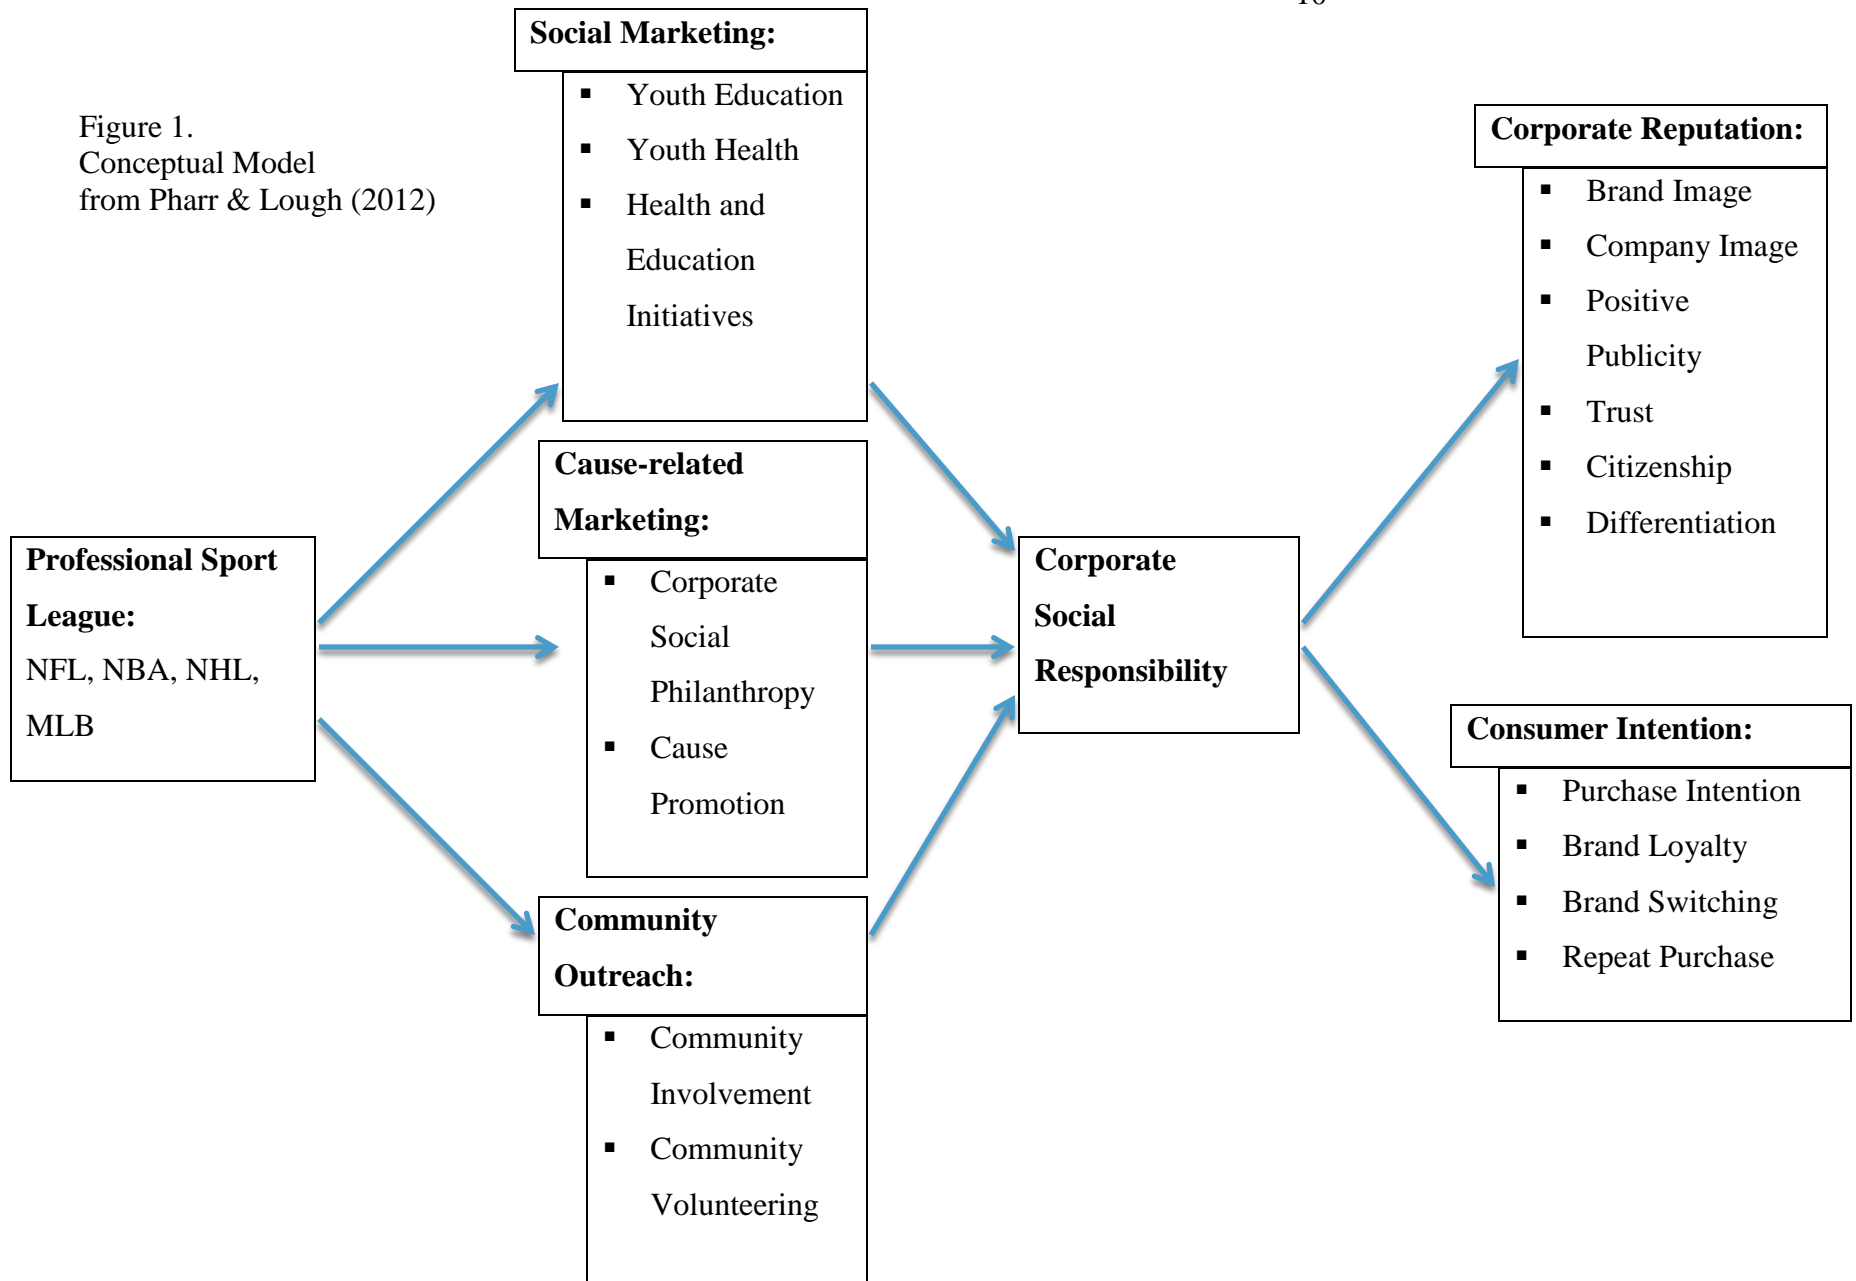 Social Marketing:
▪ Youth Education
▪ Youth Health
▪ Health and
Education
Initiatives
Figure 1.
Conceptual Model
from Pharr & Lough (2012)
Cause-related
Marketing:
▪ Corporate
Social
Philanthropy
▪ Cause
Promotion
Professional Sport
League:
NFL, NBA, NHL,
MLB
Community
Outreach:
▪ Community
Involvement
▪ Community
Volunteering
Corporate
Social
Responsibility
Corporate Reputation:
▪ Brand Image
▪ Company Image
▪ Positive
Publicity
▪ Trust
▪ Citizenship
▪ Differentiation
Consumer Intention:
▪ Purchase Intention
▪ Brand Loyalty
▪ Brand Switching
▪ Repeat Purchase